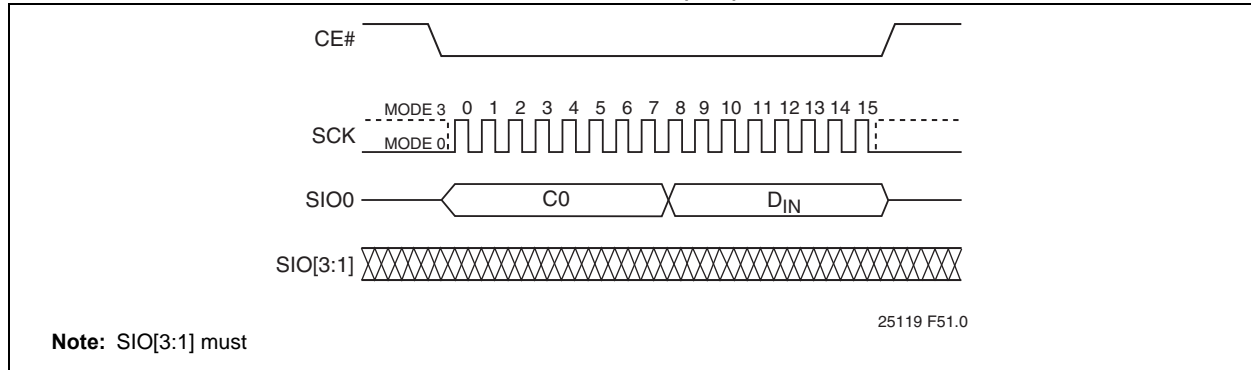 CE#
MODE 3 0 1 2 3 4 5 6 7 8 9 10 11 12 13 14 15
SCK
MODE 0
SIO0 C0 DIN
SIO[3:1]
25119 F51.0
Note: SIO[3:1] must